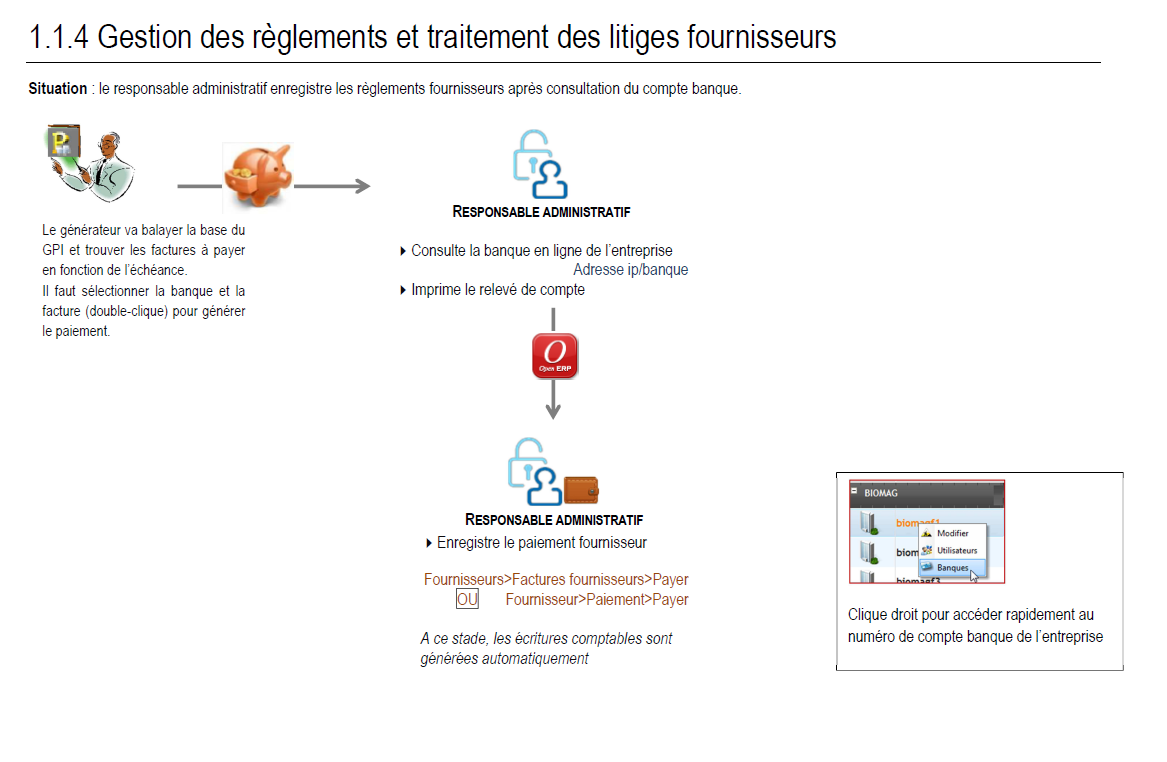 1.1.4 Gestion des règlements et traitement des litiges fournisseurs
Situation : le responsable administratif enregistre les règlements fournisseurs après consultation du compte banque.
Le générateur va balayer la base du
GPI et trouver les factures à payer
en fonction de l'échéance.
Il faut sélectionner la banque et la
facture (double-clique) pour générer
le paiement.
RESPONSABLE ADMINISTRATIF
Consulte la banque en ligne de l'entreprise
Adresse ip/banque
Imprime le relevé de compte
Open ERP
RESPONSABLE ADMINISTRATIF
Enregistre le paiement fournisseur
Fournisseurs>Factures fournisseurs>Payer
OU Fournisseur>Paiement>Payer
A ce stade, les écritures comptables sont
générées automatiquement
BIOMAG
biomagf1
Modifier
Utilisateurs
Banques
biomagf3
Clique droit pour accéder rapidement au
numéro de compte banque de l'entreprise